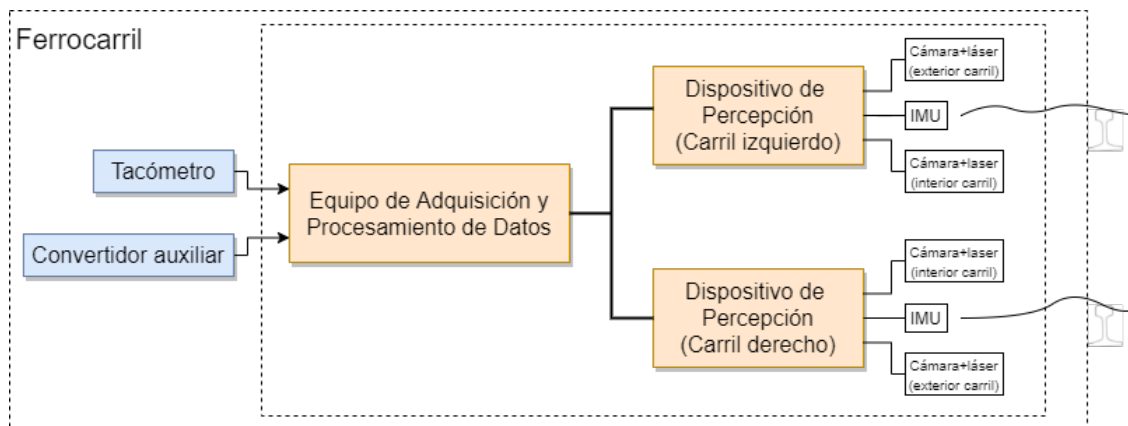 Ferrocarril
Tacómetro
Convertidor auxiliar
Equipo de Adquisición y
Procesamiento de Datos
Dispositivo de
Percepción
(Carril izquierdo)
Cámara+láser
(exterior carril)
IMU
Cámara+laser
(interior carril)
Dispositivo de
Percepción
(Carril derecho)
Cámara+laser
(interior carril)
IMU
Cámara+láser
(exterior carril)